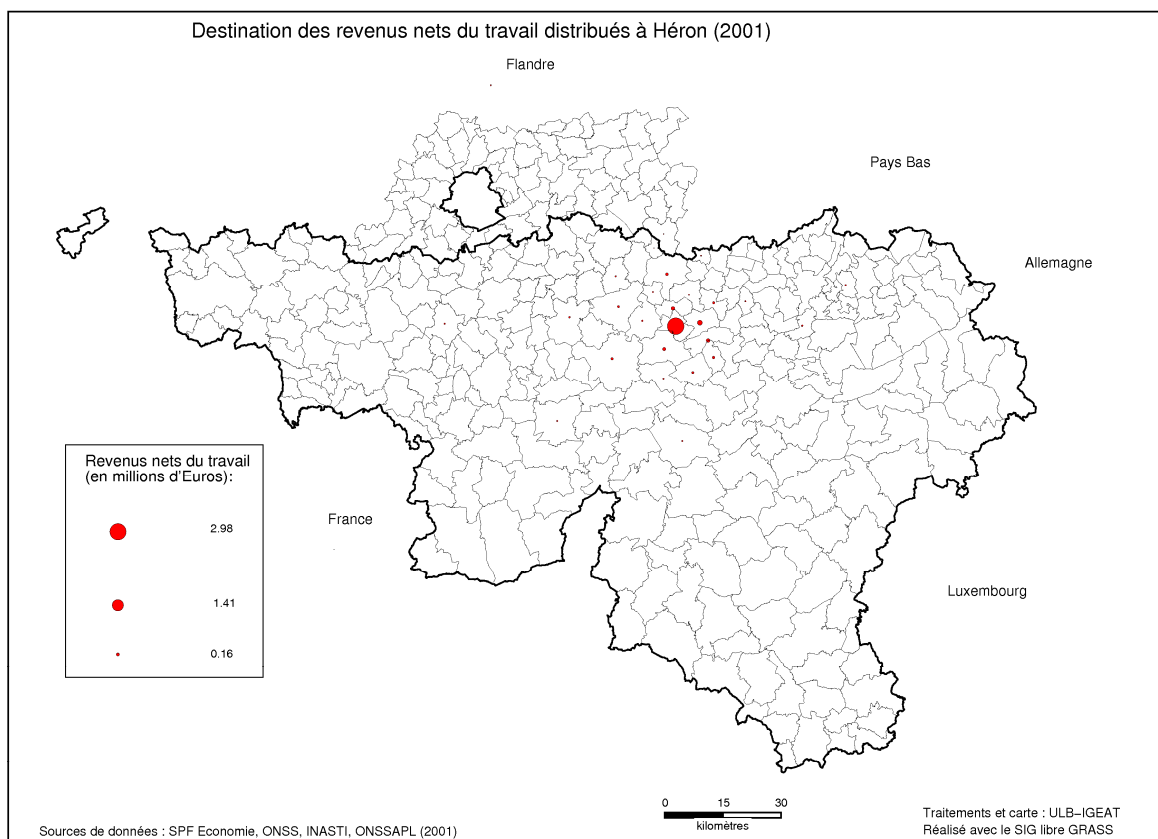 Destination des revenus nets du travail distribués à Héron (2001)
Flandre
Pays Bas
Allemagne
Revenus nets du travail
(en millions d'Euros):
2.98
1.41
0.16
France
Luxembourg
0 15 30
kilomètres
Sources de données : SPF Economie, ONSS, INASTI, ONSSAPL (2001)
Traitements et carte : ULB-IGEAT
Réalisé avec le SIG libre GRASS